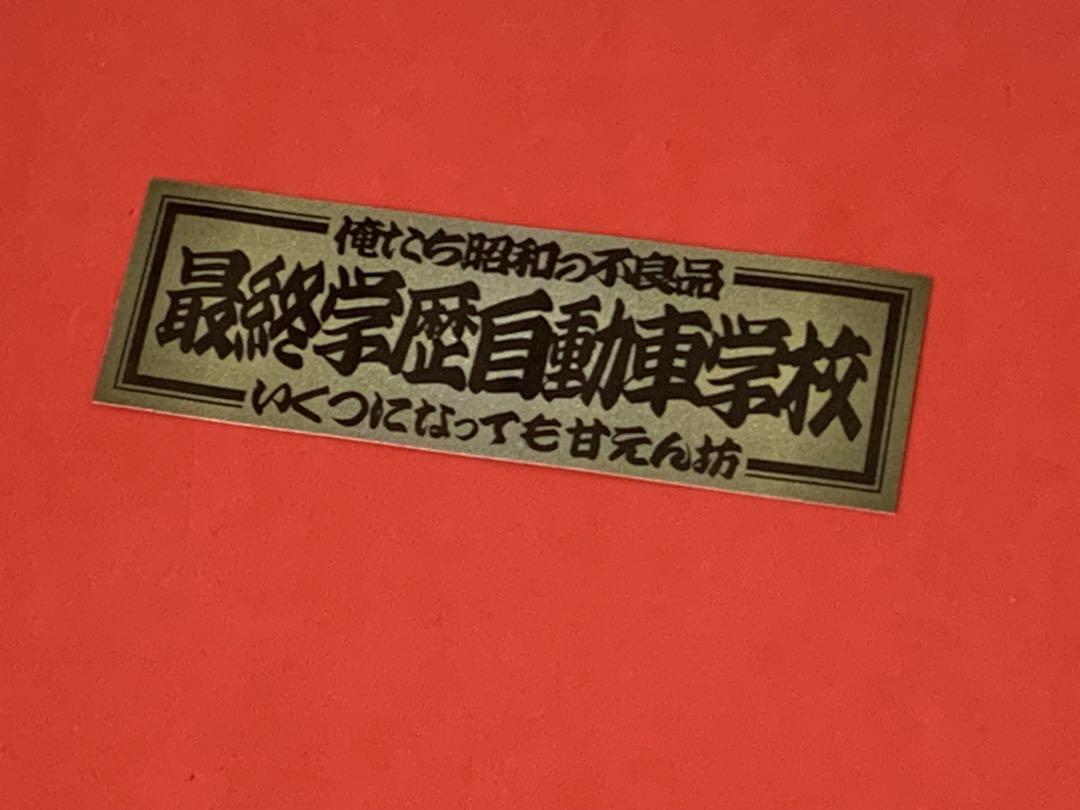 俺たち昭和っ不良品
最終学歴自動車学校
いくつになっても甘えん坊